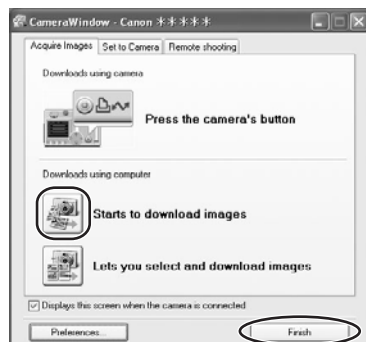 CameraWindow - Canon *****
Acquire Images Set to Camera Remote shooting
Downloads using camera
Press the camera's button
Downloads using computer
Starts to download images
Lets you select and download images
Displays this screen when the camera is connected
Preferences... Finish